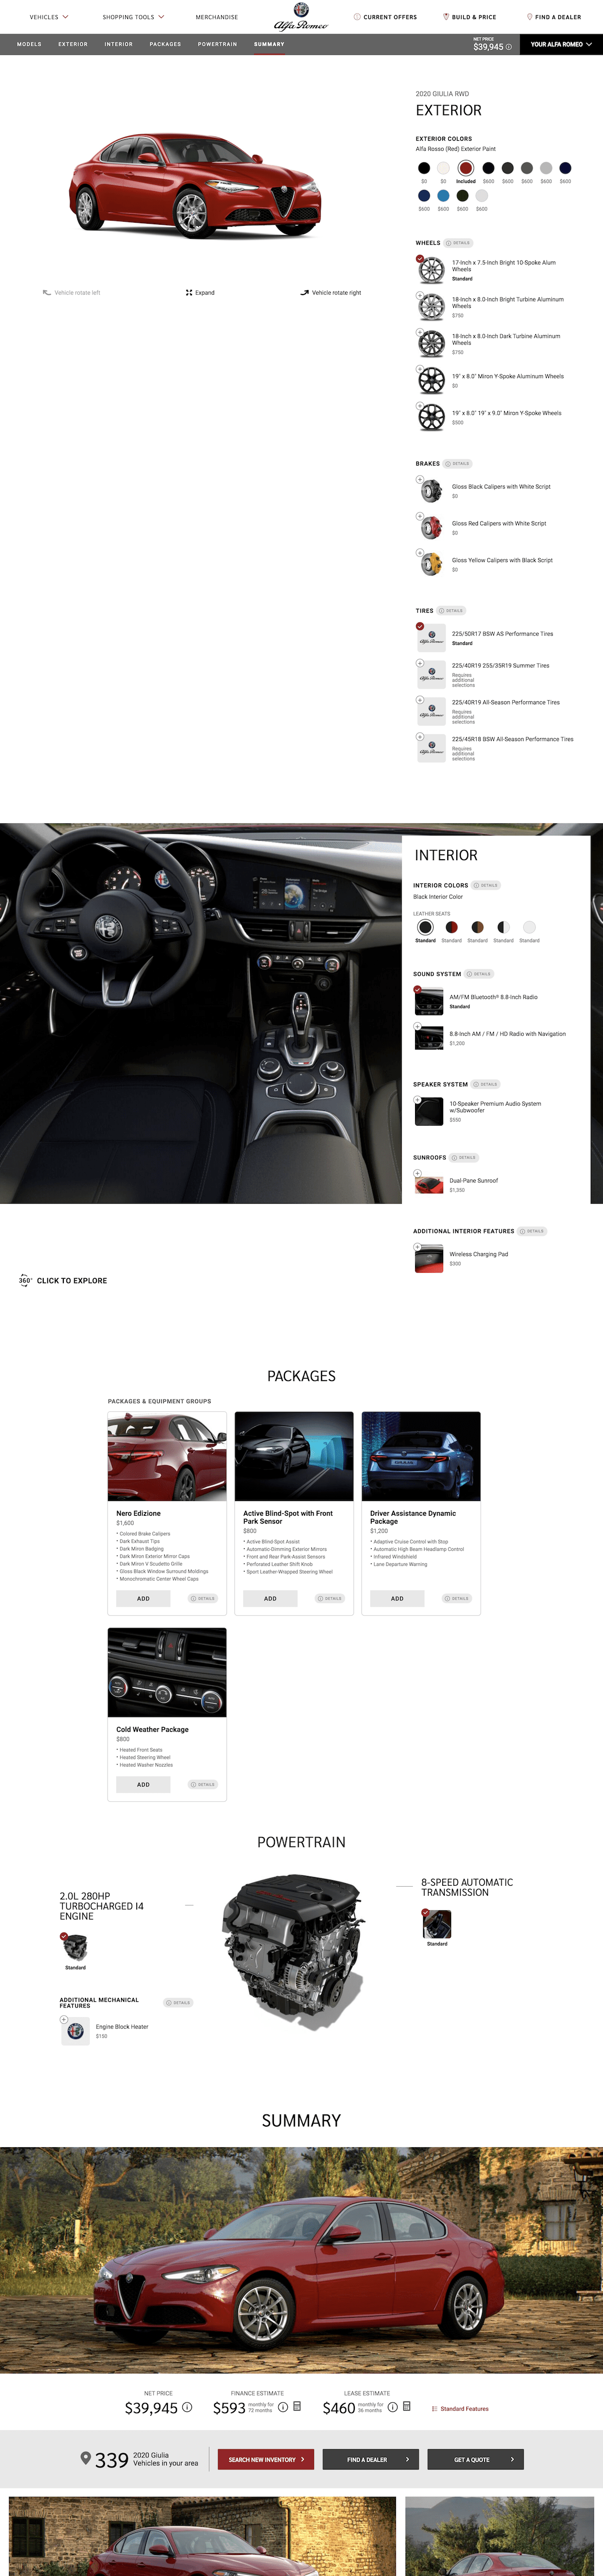 VEHICLES
SHOPPING TOOLS
MERCHANDISE
Alfa Romeo
CURRENT OFFERS
BUILD & PRICE
FIND A DEALER
MODELS
EXTERIOR
INTERIOR
PACKAGES
POWERTRAIN
SUMMARY
NET PRICE
$39,945
YOUR ALFA ROMEO
2020 GIULIA RWD
EXTERIOR
EXTERIOR COLORS
Alfa Rosso (Red) Exterior Paint
$0 $0 Included $600 $600 $600 $600 $600
$600 $600 $600 $600
Vehicle rotate left
Expand
Vehicle rotate right
WHEELS
DETAILS
17-Inch x 7.5-Inch Bright 10-Spoke Alum
Wheels
Standard
18-Inch x 8.0-Inch Bright Turbine Aluminum
Wheels
$750
18-Inch x 8.0-Inch Dark Turbine Aluminum
Wheels
$750
19" x 8.0" Miron Y-Spoke Aluminum Wheels
$0
19" x 8.0" 19" x 9.0" Miron Y-Spoke Wheels
$500
BRAKES
DETAILS
Gloss Black Calipers with White Script
$0
Gloss Red Calipers with White Script
$0
Gloss Yellow Calipers with Black Script
$0
TIRES
DETAILS
225/50R17 BSW AS Performance Tires
Standard
225/40R19 255/35R19 Summer Tires
Requires
additional
selections
225/40R19 All-Season Performance Tires
Requires
additional
selections
225/45R18 BSW All-Season Performance Tires
Requires
additional
selections
INTERIOR
INTERIOR COLORS
DETAILS
Black Interior Color
LEATHER SEATS
Standard Standard Standard Standard Standard
SOUND SYSTEM
DETAILS
AM/FM Bluetooth® 8.8-Inch Radio
Standard
8.8-Inch AM / FM / HD Radio with Navigation
$1,200
SPEAKER SYSTEM
DETAILS
10-Speaker Premium Audio System
w/Subwoofer
$550
SUNROOFS
DETAILS
Dual-Pane Sunroof
$1,350
ADDITIONAL INTERIOR FEATURES
DETAILS
Wireless Charging Pad
$300
360°
CLICK TO EXPLORE
PACKAGES
PACKAGES & EQUIPMENT GROUPS
Nero Edizione
$1,600
• Colored Brake Calipers
• Dark Exhaust Tips
• Dark Miron Badging
• Dark Miron Exterior Mirror Caps
• Dark Miron V Scudetto Grille
• Gloss Black Window Surround Moldings
• Monochromatic Center Wheel Caps
ADD
DETAILS
Active Blind-Spot with Front
Park Sensor
$800
• Active Blind-Spot Assist
• Automatic-Dimming Exterior Mirrors
• Front and Rear Park-Assist Sensors
• Perforated Leather Shift Knob
• Sport Leather-Wrapped Steering Wheel
ADD
DETAILS
Driver Assistance Dynamic
Package
$1,200
• Adaptive Cruise Control with Stop
• Automatic High Beam Headlamp Control
• Infrared Windshield
• Lane Departure Warning
ADD
DETAILS
Cold Weather Package
$800
• Heated Front Seats
• Heated Steering Wheel
• Heated Washer Nozzles
ADD
DETAILS
POWERTRAIN
2.0L 280HP
TURBOCHARGED I4
ENGINE
Standard
8-SPEED AUTOMATIC
TRANSMISSION
Standard
ADDITIONAL MECHANICAL
FEATURES
DETAILS
Engine Block Heater
$150
SUMMARY
NET PRICE
$39,945
FINANCE ESTIMATE
$593 monthly for
72 months
LEASE ESTIMATE
$460 monthly for
36 months
Standard Features
339
2020 Giulia
Vehicles in your area
SEARCH NEW INVENTORY
FIND A DEALER
GET A QUOTE